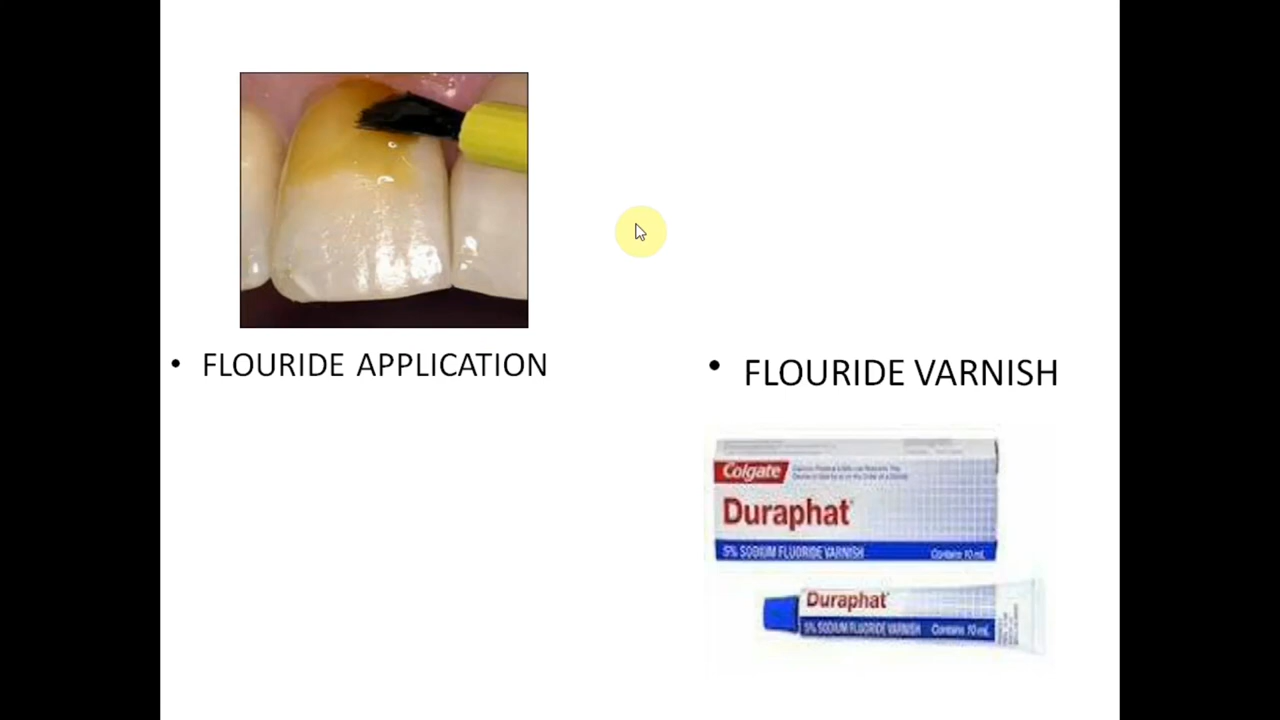 • FLOURIDE APPLICATION
• FLOURIDE VARNISH
Colgate
Duraphat
5% SODIUM FLUORIDE VARNISH Contains 10 mL
Duraphat
5% SODIUM FLUORIDE VARNISH Contains 10 mL